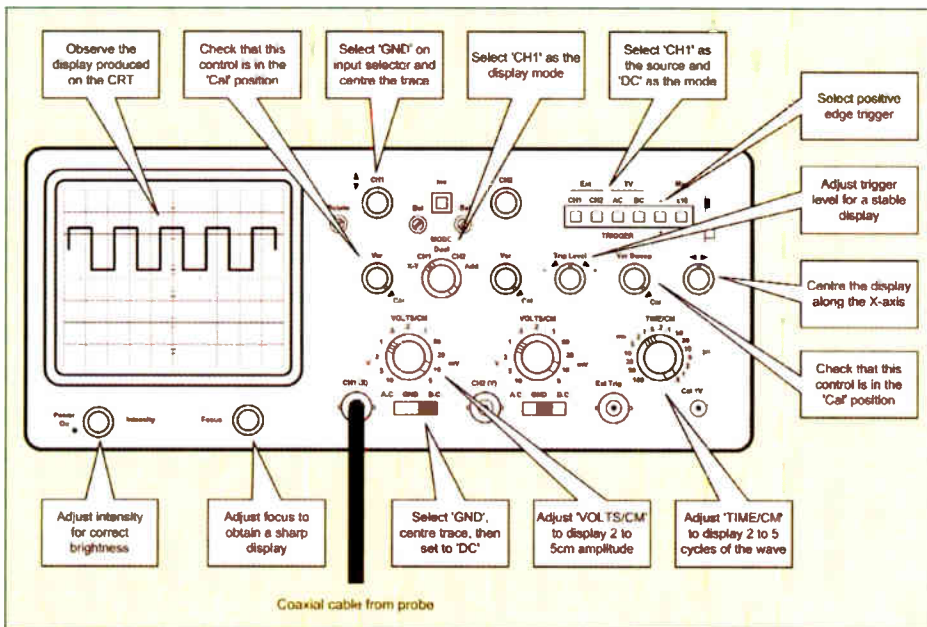 Observe the
display produced
on the CRT
Check that this
control is in the
'Cal' position
Select 'GND' on
input selector and
centre the trace
Select 'CH1' as the
display mode
Select 'CH1' as
the source and
'DC' as the mode
Select positive
edge trigger
Adjust trigger
level for a stable
display
Centre the display
along the X-axis
Check that this
control is in the
'Cal' position
CH1
Inv
CH2
Ext
TV
CH1 CH2 AC DC - x10
TRIGGER
+
Bal
Bal
MODE
Dual
CH1 CH2
X-Y Add
Var
Cal
Var
Cal
Trig Level
- +
Var Sweep
Cal
VOLTS/CM
mV
VOLTS/CM
mV
TIME/CM
CH1 (X)
A.C GND D.C
CH2 (Y)
A.C GND D.C
Ext Trig
Cal 1V
Power
On
Intensity
Focus
Adjust intensity
for correct
brightness
Adjust focus to
obtain a sharp
display
Select 'GND',
centre trace, then
set to 'DC'
Adjust 'VOLTS/CM'
to display 2 to
5cm amplitude
Adjust 'TIME/CM'
to display 2 to 5
cycles of the wave
Coaxial cable from probe